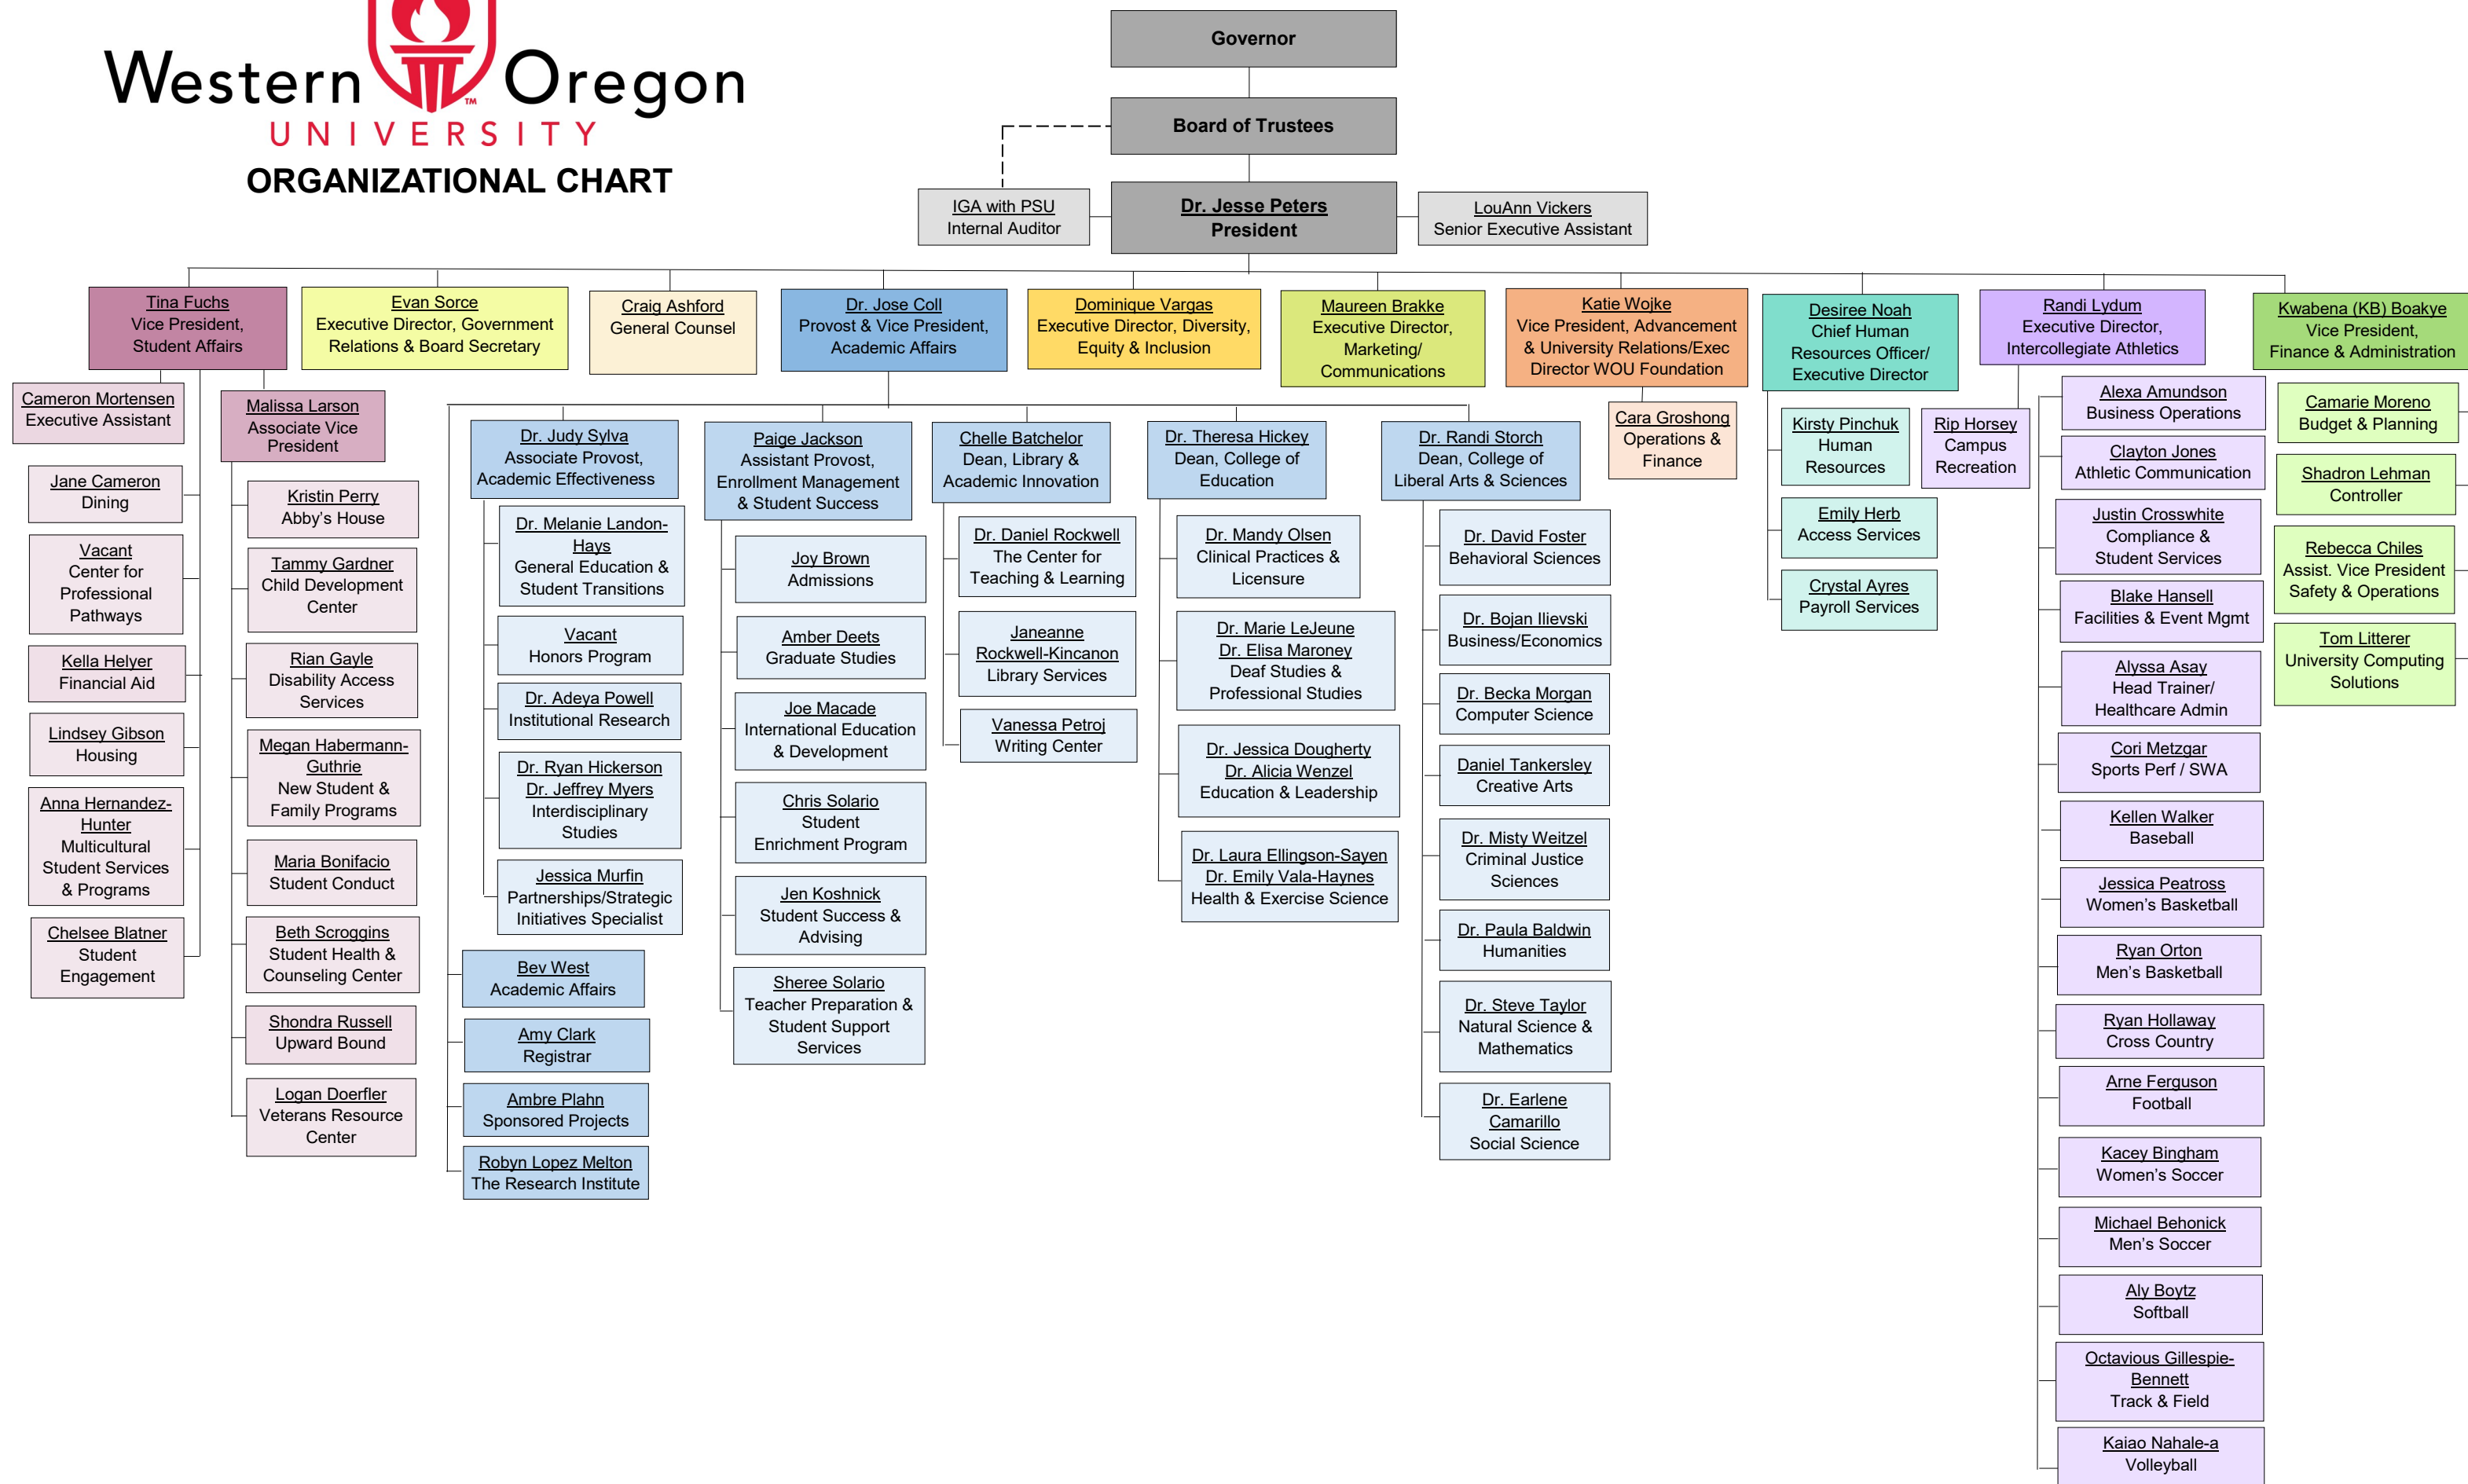 Western Oregon
UNIVERSITY
TM
ORGANIZATIONAL CHART
Governor
Board of Trustees
IGA with PSU
Internal Auditor
Dr. Jesse Peters
President
LouAnn Vickers
Senior Executive Assistant
Tina Fuchs
Vice President,
Student Affairs
Evan Sorce
Executive Director, Government
Relations & Board Secretary
Craig Ashford
General Counsel
Dr. Jose Coll
Provost & Vice President,
Academic Affairs
Dominique Vargas
Executive Director, Diversity,
Equity & Inclusion
Maureen Brakke
Executive Director,
Marketing/
Communications
Katie Wojke
Vice President, Advancement
& University Relations/Exec
Director WOU Foundation
Desiree Noah
Chief Human
Resources Officer/
Executive Director
Randi Lydum
Executive Director,
Intercollegiate Athletics
Kwabena (KB) Boakye
Vice President,
Finance & Administration
Cameron Mortensen
Executive Assistant
Jane Cameron
Dining
Vacant
Center for
Professional
Pathways
Kella Helyer
Financial Aid
Lindsey Gibson
Housing
Anna Hernandez-
Hunter
Multicultural
Student Services
& Programs
Chelsee Blatner
Student
Engagement
Malissa Larson
Associate Vice
President
Kristin Perry
Abby's House
Tammy Gardner
Child Development
Center
Rian Gayle
Disability Access
Services
Megan Habermann-
Guthrie
New Student &
Family Programs
Maria Bonifacio
Student Conduct
Beth Scroggins
Student Health &
Counseling Center
Shondra Russell
Upward Bound
Logan Doerfler
Veterans Resource
Center
Dr. Judy Sylva
Associate Provost,
Academic Effectiveness
Dr. Melanie Landon-
Hays
General Education &
Student Transitions
Vacant
Honors Program
Dr. Adeya Powell
Institutional Research
Dr. Ryan Hickerson
Dr. Jeffrey Myers
Interdisciplinary
Studies
Jessica Murfin
Partnerships/Strategic
Initiatives Specialist
Bev West
Academic Affairs
Amy Clark
Registrar
Ambre Plahn
Sponsored Projects
Robyn Lopez Melton
The Research Institute
Paige Jackson
Assistant Provost,
Enrollment Management
& Student Success
Joy Brown
Admissions
Amber Deets
Graduate Studies
Joe Macade
International Education
& Development
Chris Solario
Student
Enrichment Program
Jen Koshnick
Student Success &
Advising
Sheree Solario
Teacher Preparation &
Student Support
Services
Chelle Batchelor
Dean, Library &
Academic Innovation
Dr. Daniel Rockwell
The Center for
Teaching & Learning
Janeanne
Rockwell-Kincanon
Library Services
Vanessa Petroj
Writing Center
Dr. Theresa Hickey
Dean, College of
Education
Dr. Mandy Olsen
Clinical Practices &
Licensure
Dr. Marie LeJeune
Dr. Elisa Maroney
Deaf Studies &
Professional Studies
Dr. Jessica Dougherty
Dr. Alicia Wenzel
Education & Leadership
Dr. Laura Ellingson-Sayen
Dr. Emily Vala-Haynes
Health & Exercise Science
Dr. Randi Storch
Dean, College of
Liberal Arts & Sciences
Dr. David Foster
Behavioral Sciences
Dr. Bojan Ilievski
Business/Economics
Dr. Becka Morgan
Computer Science
Daniel Tankersley
Creative Arts
Dr. Misty Weitzel
Criminal Justice
Sciences
Dr. Paula Baldwin
Humanities
Dr. Steve Taylor
Natural Science &
Mathematics
Dr. Earlene
Camarillo
Social Science
Cara Groshong
Operations &
Finance
Kirsty Pinchuk
Human
Resources
Emily Herb
Access Services
Crystal Ayres
Payroll Services
Rip Horsey
Campus
Recreation
Alexa Amundson
Business Operations
Clayton Jones
Athletic Communication
Justin Crosswhite
Compliance &
Student Services
Blake Hansell
Facilities & Event Mgmt
Alyssa Asay
Head Trainer/
Healthcare Admin
Cori Metzgar
Sports Perf / SWA
Kellen Walker
Baseball
Jessica Peatross
Women's Basketball
Ryan Orton
Men's Basketball
Ryan Hollaway
Cross Country
Arne Ferguson
Football
Kacey Bingham
Women's Soccer
Michael Behonick
Men's Soccer
Aly Boytz
Softball
Octavious Gillespie-
Bennett
Track & Field
Kaiao Nahale-a
Volleyball
Camarie Moreno
Budget & Planning
Shadron Lehman
Controller
Rebecca Chiles
Assist. Vice President
Safety & Operations
Tom Litterer
University Computing
Solutions